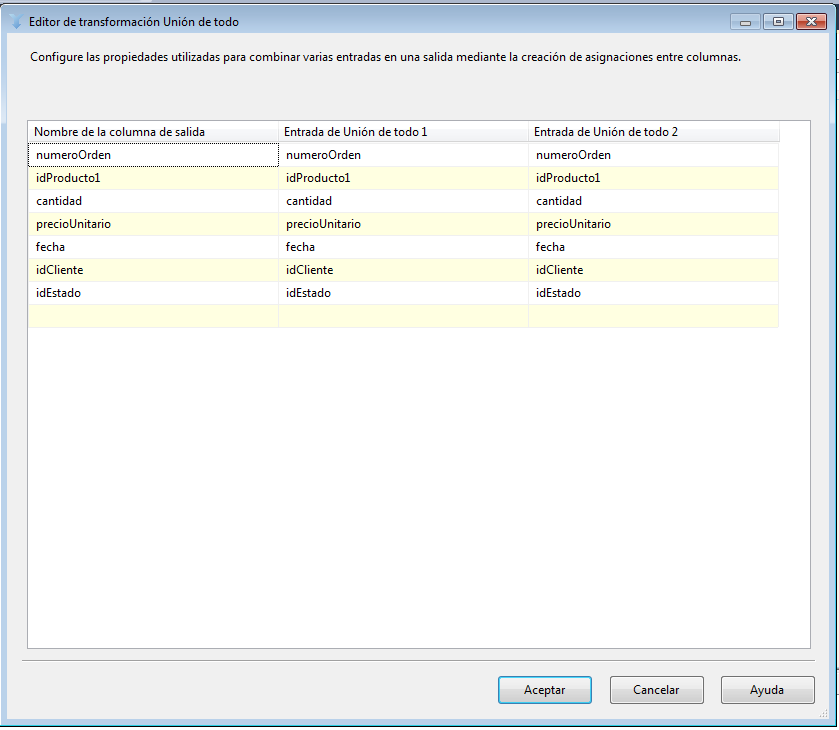 Editor de transformación Unión de todo
Configure las propiedades utilizadas para combinar varias entradas en una salida mediante la creación de asignaciones entre columnas.
Nombre de la columna de salida Entrada de Unión de todo 1 Entrada de Unión de todo 2
numeroOrden numeroOrden numeroOrden
idProducto1 idProducto1 idProducto1
cantidad cantidad cantidad
precioUnitario precioUnitario precioUnitario
fecha fecha fecha
idCliente idCliente idCliente
idEstado idEstado idEstado
Aceptar Cancelar Ayuda